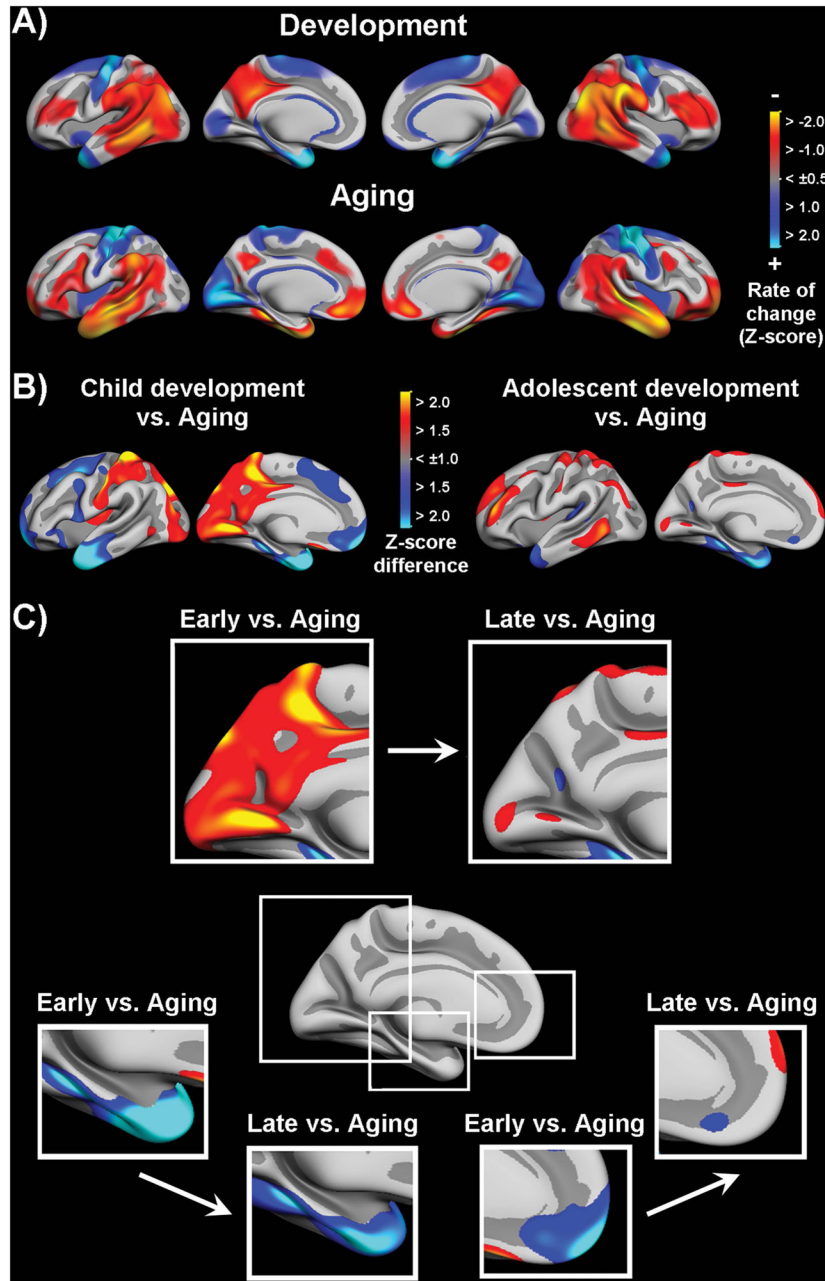 A)
Development
Aging
-
> -2.0
> -1.0
< ±0.5
> 1.0
> 2.0
+
Rate of
change
(Z-score)
B)
Child development
vs. Aging
> 2.0
> 1.5
< ±1.0
> 1.5
> 2.0
Z-score
difference
Adolescent development
vs. Aging
C)
Early vs. Aging
Late vs. Aging
Early vs. Aging
Late vs. Aging
Late vs. Aging
Early vs. Aging